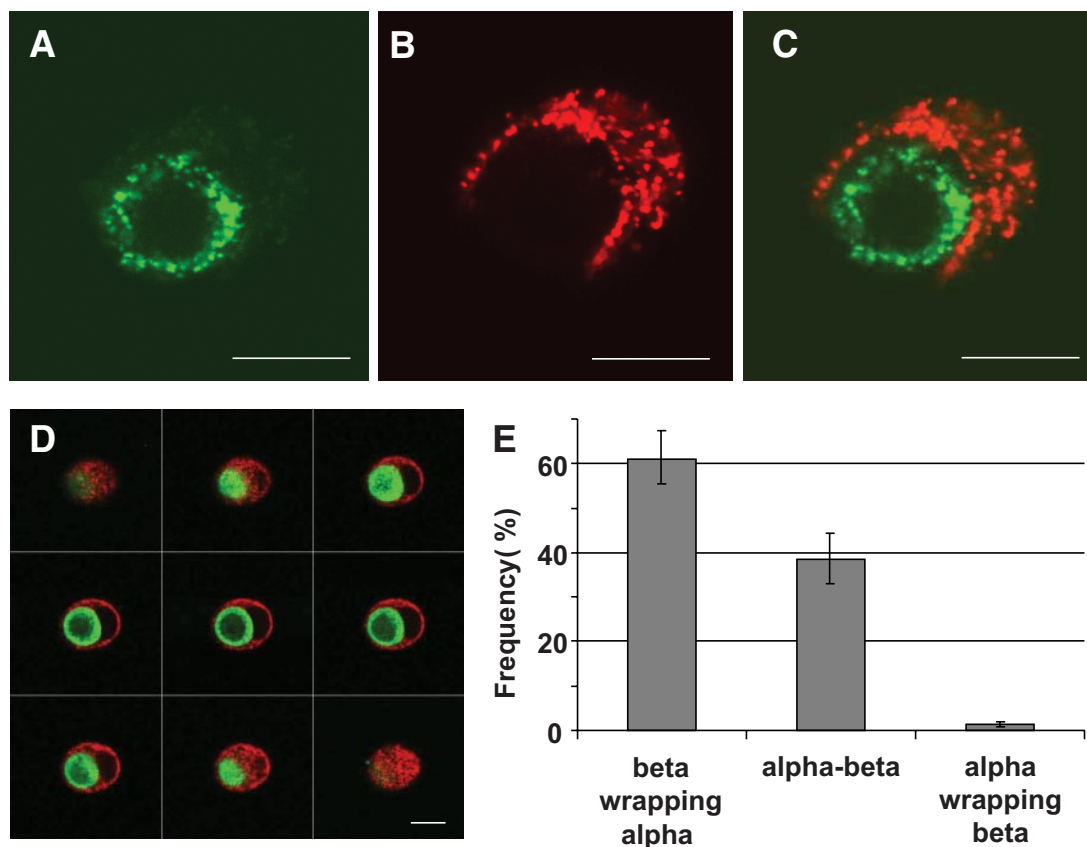 A
B
C
D
E
Frequency( %)
60
40
20
0
beta
wrapping
alpha
alpha-beta
alpha
wrapping
beta